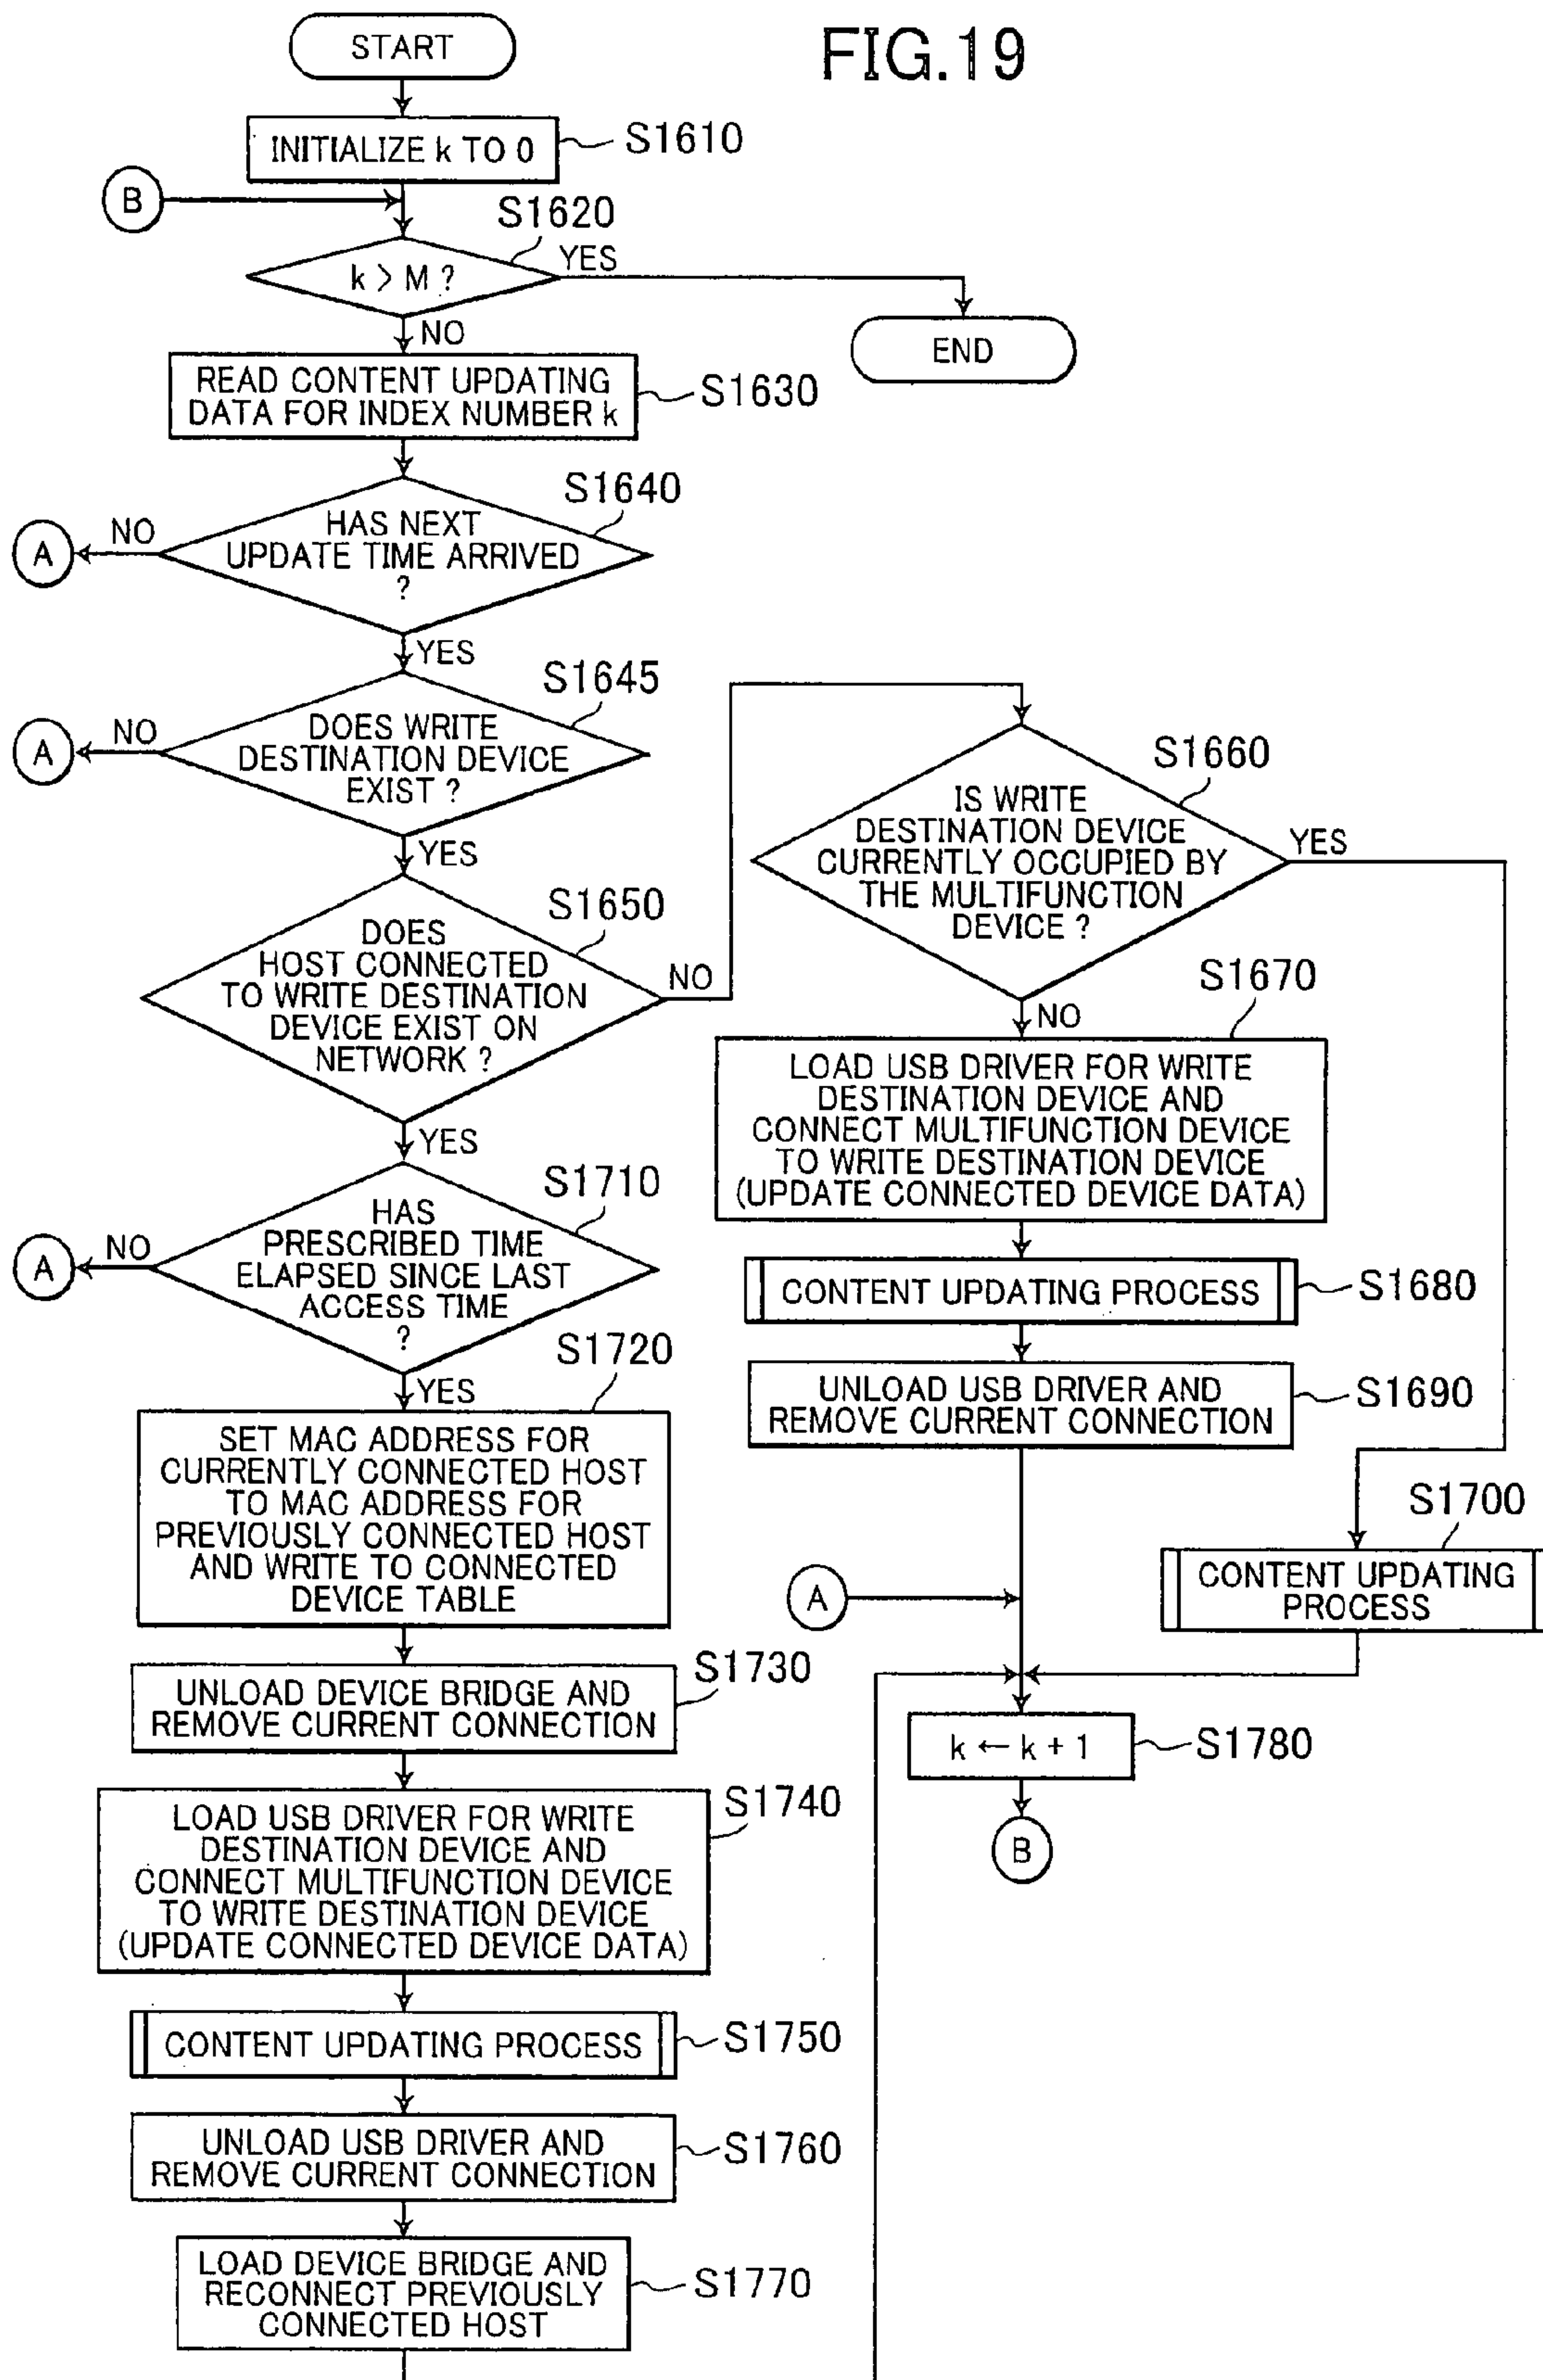 FIG.19
START
INITIALIZE k TO 0
S1610
B
S1620
k > M ?
YES
NO
END
READ CONTENT UPDATING
DATA FOR INDEX NUMBER k
S1630
S1640
HAS NEXT
UPDATE TIME ARRIVED
?
NO
A
YES
S1645
DOES WRITE
DESTINATION DEVICE
EXIST ?
NO
A
YES
S1650
DOES
HOST CONNECTED
TO WRITE DESTINATION
DEVICE EXIST ON
NETWORK ?
NO
YES
S1660
IS WRITE
DESTINATION DEVICE
CURRENTLY OCCUPIED BY
THE MULTIFUNCTION
DEVICE ?
YES
NO
S1670
LOAD USB DRIVER FOR WRITE
DESTINATION DEVICE AND
CONNECT MULTIFUNCTION DEVICE
TO WRITE DESTINATION DEVICE
(UPDATE CONNECTED DEVICE DATA)
CONTENT UPDATING PROCESS
S1680
UNLOAD USB DRIVER AND
REMOVE CURRENT CONNECTION
S1690
S1700
CONTENT UPDATING
PROCESS
A
k ← k + 1
S1780
B
S1710
HAS
PRESCRIBED TIME
ELAPSED SINCE LAST
ACCESS TIME
?
NO
A
YES
S1720
SET MAC ADDRESS FOR
CURRENTLY CONNECTED HOST
TO MAC ADDRESS FOR
PREVIOUSLY CONNECTED HOST
AND WRITE TO CONNECTED
DEVICE TABLE
S1730
UNLOAD DEVICE BRIDGE AND
REMOVE CURRENT CONNECTION
S1740
LOAD USB DRIVER FOR WRITE
DESTINATION DEVICE AND
CONNECT MULTIFUNCTION DEVICE
TO WRITE DESTINATION DEVICE
(UPDATE CONNECTED DEVICE DATA)
CONTENT UPDATING PROCESS
S1750
UNLOAD USB DRIVER AND
REMOVE CURRENT CONNECTION
S1760
LOAD DEVICE BRIDGE AND
RECONNECT PREVIOUSLY
CONNECTED HOST
S1770